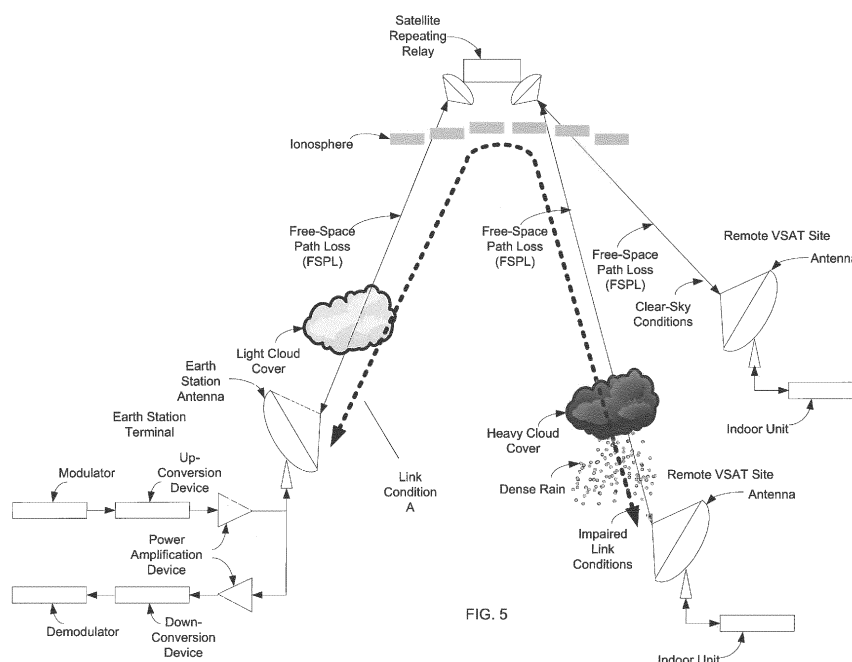 Satellite
Repeating
Relay
Ionosphere
Free-Space
Path Loss
(FSPL)
Free-Space
Path Loss
(FSPL)
Free-Space
Path Loss
(FSPL)
Remote VSAT Site
Antenna
Clear-Sky
Conditions
Light Cloud
Cover
Earth
Station
Antenna
Earth Station
Terminal
Indoor Unit
Heavy Cloud
Cover
Modulator
Up-
Conversion
Device
Link
Condition
A
Dense Rain
Remote VSAT Site
Antenna
Power
Amplification
Device
Impaired
Link
Conditions
Demodulator
Down-
Conversion
Device
FIG. 5
Indoor Unit